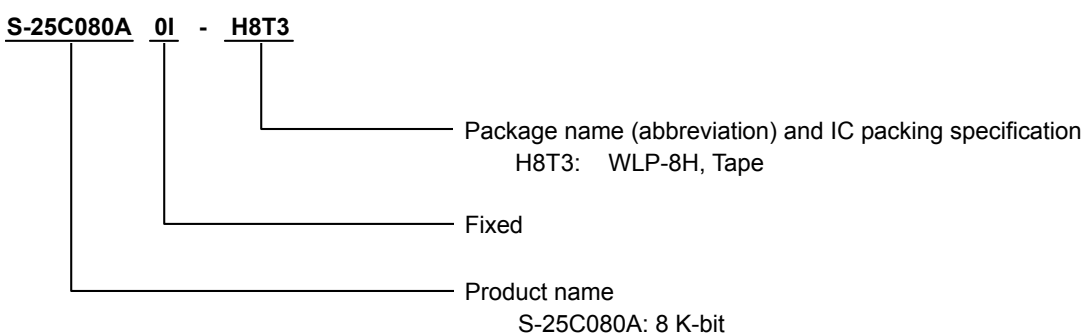 S-25C080A 0I - H8T3
Package name (abbreviation) and IC packing specification
H8T3: WLP-8H, Tape
Fixed
Product name
S-25C080A: 8 K-bit